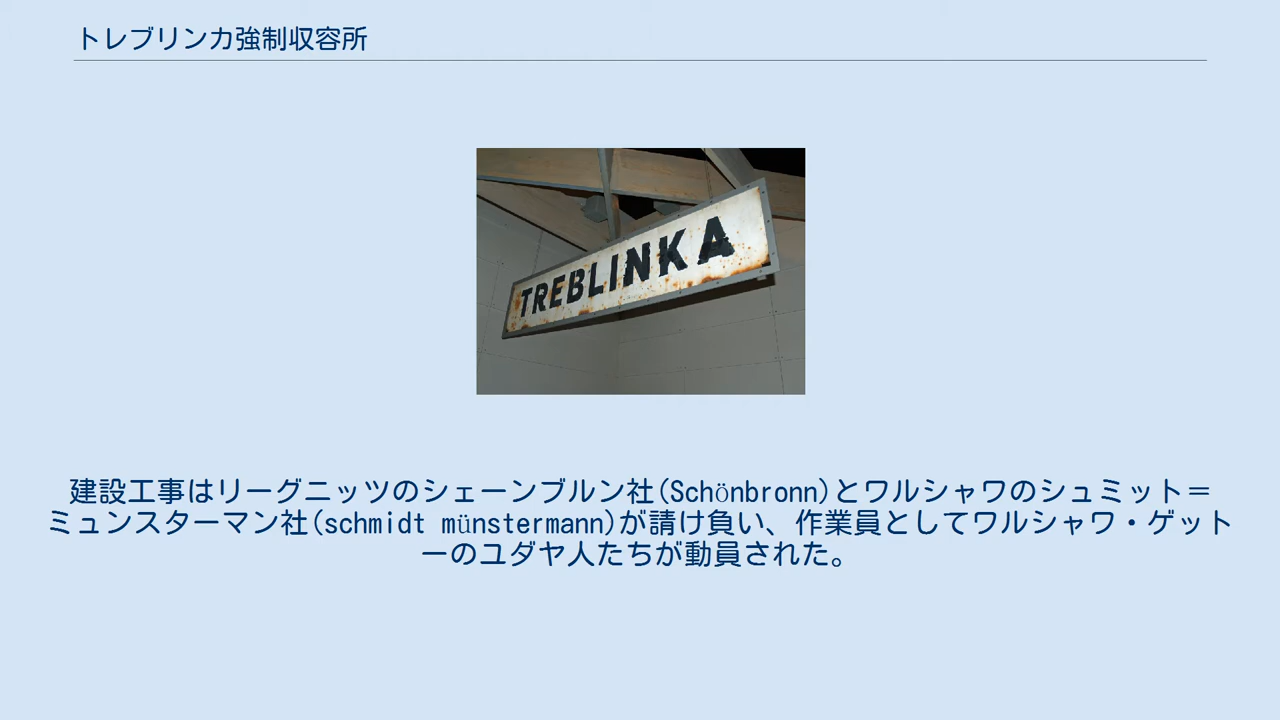 トレブリンカ強制収容所
TREBLINKA
建設工事はリーグニッツのシェーンブルン社(Schönbronn)とワルシャワのシュミット＝
ミュンスターマン社(schmidt münstermann)が請け負い、作業員としてワルシャワ・ゲット
ーのユダヤ人たちが動員された。